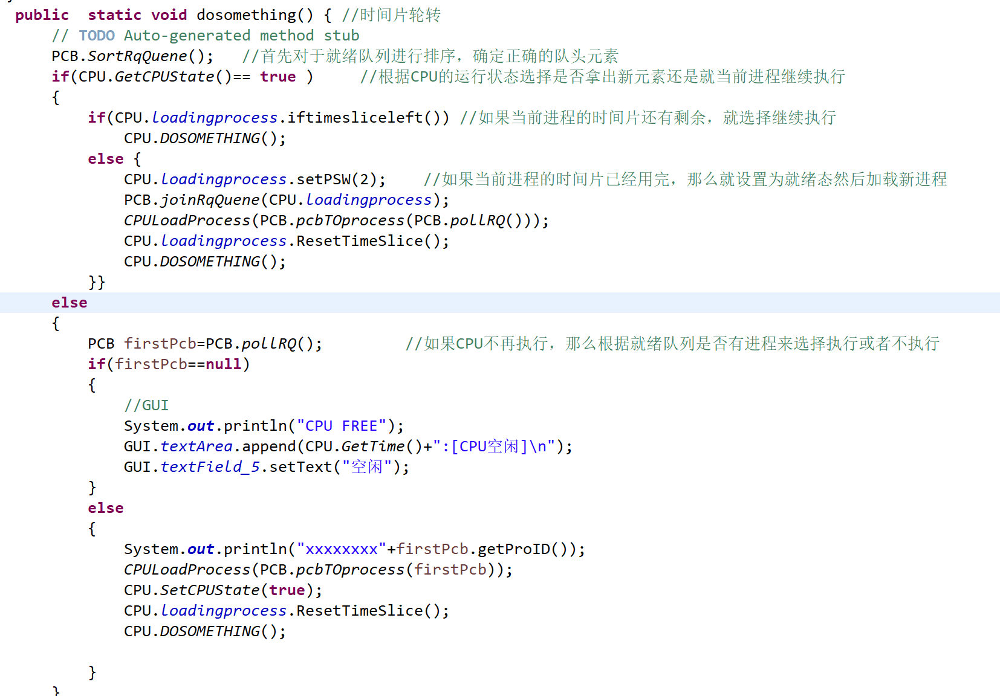 public  static void dosomething() { //时间片轮转
    // TODO Auto-generated method stub
    PCB.SortRqQuene();   //首先对于就绪队列进行排序，确定正确的队头元素
    if(CPU.GetCPUState()== true )     //根据CPU的运行状态选择是否拿出新元素还是就当前进程继续执行
    {
        if(CPU.loadingprocess.iftimesliceleft()) //如果当前进程的时间片还有剩余，就选择继续执行
            CPU.DOSOMETHING();
        else {
            CPU.loadingprocess.setPSW(2);    //如果当前进程的时间片已经用完，那么就设置为就绪态然后加载新进程
            PCB.joinRqQuene(CPU.loadingprocess);
            CPULoadProcess(PCB.pcbTOprocess(PCB.pollRQ()));
            CPU.loadingprocess.ResetTimeSlice();
            CPU.DOSOMETHING();
        }}
    else
    {
        PCB firstPcb=PCB.pollRQ();         //如果CPU不再执行，那么根据就绪队列是否有进程来选择执行或者不执行
        if(firstPcb==null)
        {
            //GUI
            System.out.println("CPU FREE");
            GUI.textArea.append(CPU.GetTime()+":[CPU空闲]\n");
            GUI.textField_5.setText("空闲");
        }
        else
        {
            System.out.println("xxxxxxxx"+firstPcb.getProID());
            CPULoadProcess(PCB.pcbTOprocess(firstPcb));
            CPU.SetCPUState(true);
            CPU.loadingprocess.ResetTimeSlice();
            CPU.DOSOMETHING();
        }
    }